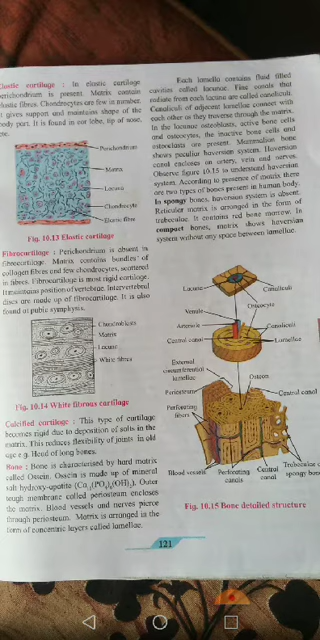 Elastic cartilage : In elastic cartilage
perichondrium is present. Matrix contain
elastic fibres. Chondrocytes are few in number.
It gives support and maintains shape of the
body part. It is found in ear lobe, tip of nose,
etc.
Perichondrium
Matrix
Lacuna
Chondrocyte
Elastic fibre
Fig. 10.13 Elastic cartilage
Fibrocartilage : Perichondrium is absent in
fibrocartilage. Matrix contains bundles of
collagen fibres and few chondrocytes, scattered
in fibres. Fibrocartilage is most rigid cartilage.
It maintains position of vertebrae. Intervertebral
discs are made up of fibrocartilage. It is also
found at pubic symphysis.
Chondroblasts
Matrix
Lacuna
White fibres
Fig. 10.14 White fibrous cartilage
Calcified cartilage : This type of cartilage
becomes rigid due to deposition of salts in the
matrix. This reduces flexibility of joints in old
age e.g. Head of long bones.
Bone : Bone is characterised by hard matrix
called Ossein. Ossein is made up of mineral
salt hydroxy-apatite (Ca₁₀(PO₄)₆(OH)₂). Outer
tough membrane called periosteum encloses
the matrix. Blood vessels and nerves pierce
through periosteum. Matrix is arranged in the
form of concentric layers called lamellae.
Each lamella contains fluid filled
cavities called lacunae. Fine canals that
radiate from each lacuna are called canaliculi.
Canaliculi of adjacent lamellae connect with
each other as they traverse through the matrix.
In the lacunae osteoblasts, active bone cells
and osteocytes, the inactive bone cells and
osteoclasts are present. Mammalian bone
shows peculiar haversian system. Haversian
canal encloses an artery, vein and nerves.
Observe figure 10.15 to understand haversian
system. According to presence of matrix there
are two types of bones present in human body.
In spongy bones, haversian system is absent.
Reticular matrix is arranged in the form of
trabeculae. It contains red bone marrow. In
compact bones, matrix shows haversian
system without any space between lamellae.
Lacuna
Canaliculi
Osteocyte
Venule
Arteriole
Canaliculi
Central canal
Lamellae
External
circumferential
lamellae
Osteon
Periosteum
Central canal
Perforating
fibers
Blood vessels
Perforating
canals
Central
canal
Trabeculae of
spongy bone
Fig. 10.15 Bone detailed structure
121